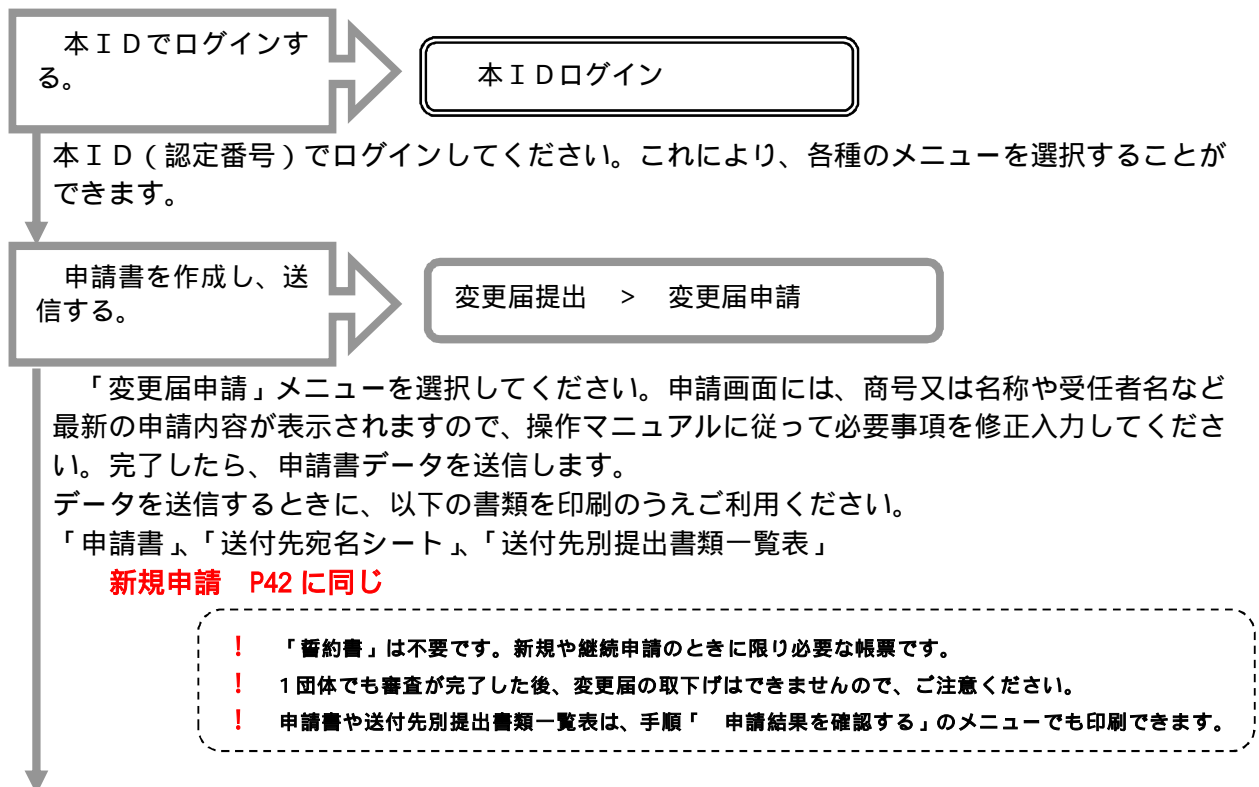 本ＩＤでログインす
る。
本ＩＤログイン
本ＩＤ（認定番号）でログインしてください。これにより、各種のメニューを選択することが
できます。
申請書を作成し、送
信する。
変更届提出　>　変更届申請
「変更届申請」メニューを選択してください。申請画面には、商号又は名称や受任者名など
最新の申請内容が表示されますので、操作マニュアルに従って必要事項を修正入力してくださ
い。完了したら、申請書データを送信します。
データを送信するときに、以下の書類を印刷のうえご利用ください。
「申請書」、「送付先宛名シート」、「送付先別提出書類一覧表」
新規申請　P42 に同じ
！　「誓約書」は不要です。新規や継続申請のときに限り必要な帳票です。
！　1 団体でも審査が完了した後、変更届の取下げはできませんので、ご注意ください。
！　申請書や送付先別提出書類一覧表は、手順「　申請結果を確認する」のメニューでも印刷できます。